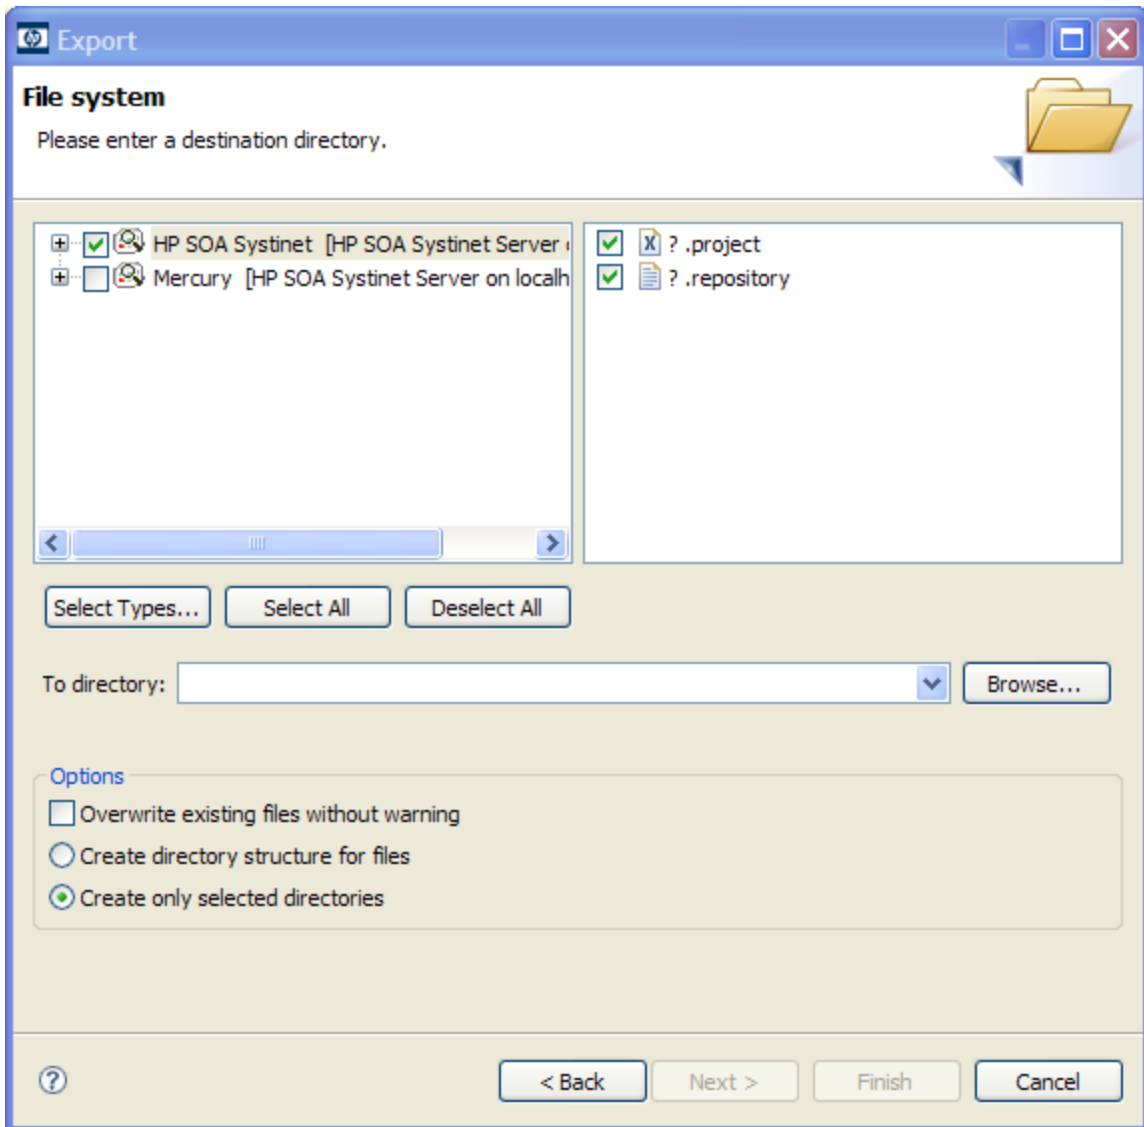 Export
File system
Please enter a destination directory.
HP SOA Systinet [HP SOA Systinet Server
Mercury [HP SOA Systinet Server on localh
? .project
? .repository
Select Types...
Select All
Deselect All
To directory:
Browse...
Options
Overwrite existing files without warning
Create directory structure for files
Create only selected directories
< Back
Next >
Finish
Cancel